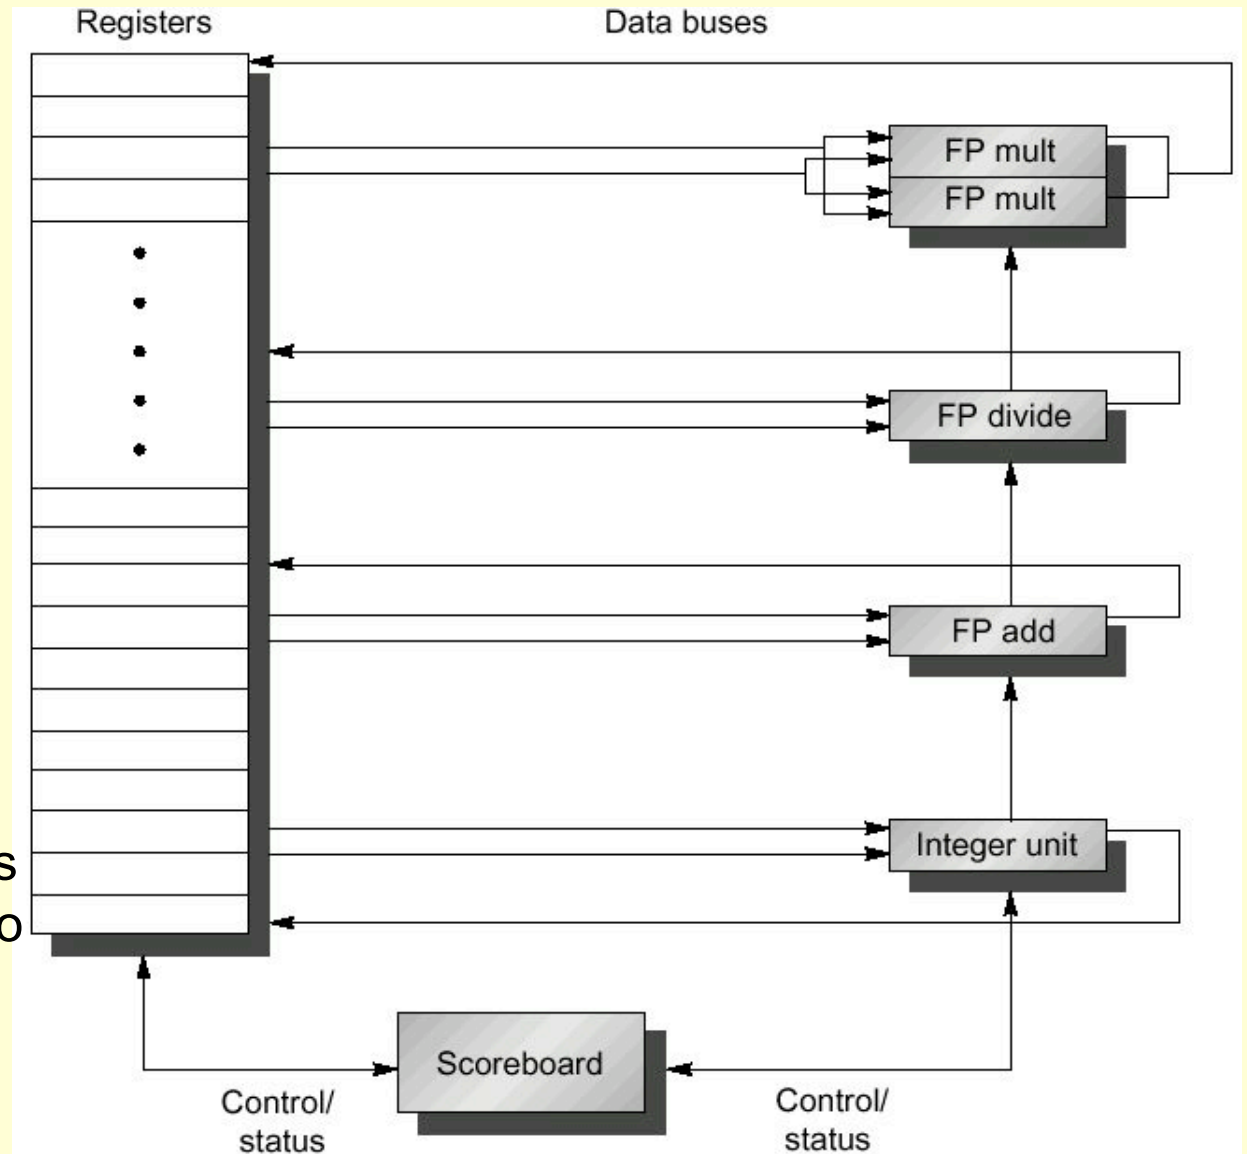 Registers
Data buses
FP mult
FP mult
FP divide
FP add
Integer unit
s
o
Scoreboard
Control/
status
Control/
status